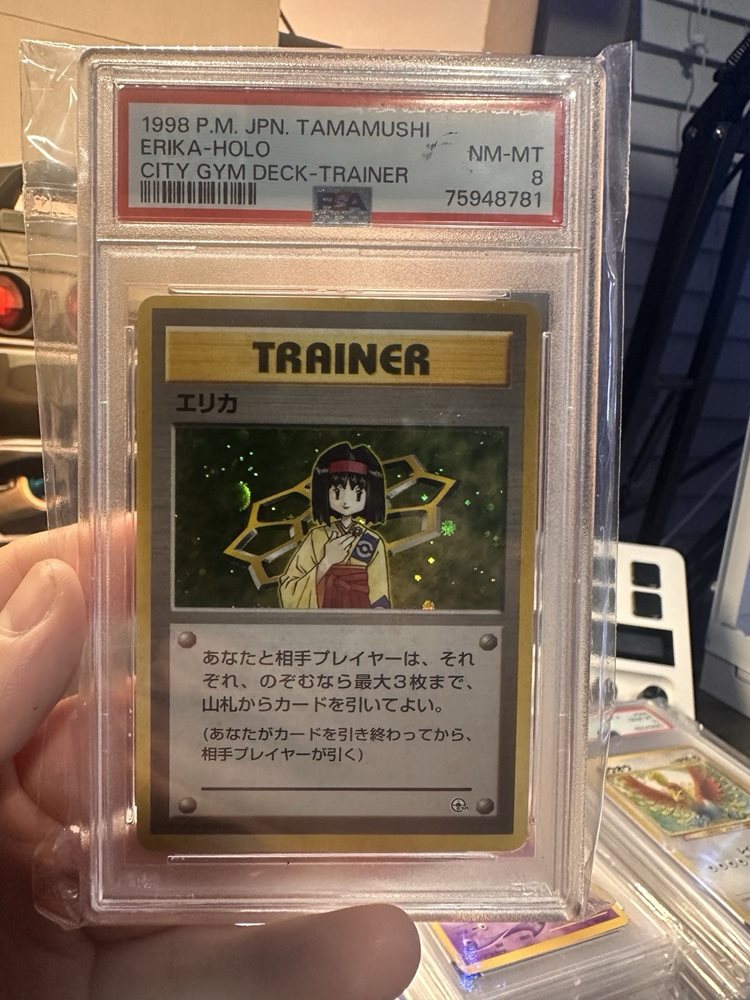 1998 P.M. JPN. TAMAMUSHI
ERIKA-HOLO NM-MT
CITY GYM DECK-TRAINER 8
PSA 75948781
TRAINER
エリカ
あなたと相手プレイヤーは、それ
ぞれ、のぞむなら最大3枚まで、
山札からカードを引いてよい。
(あなたがカードを引き終わってから、
相手プレイヤーが引く)